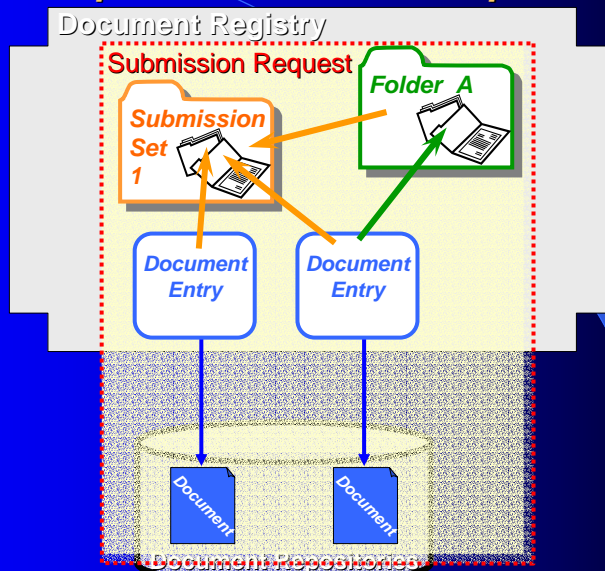 Document Registry
Submission Request
Folder A
Submission
Set
1
Document
Entry
Document
Entry
Document
Document
Document Repositories